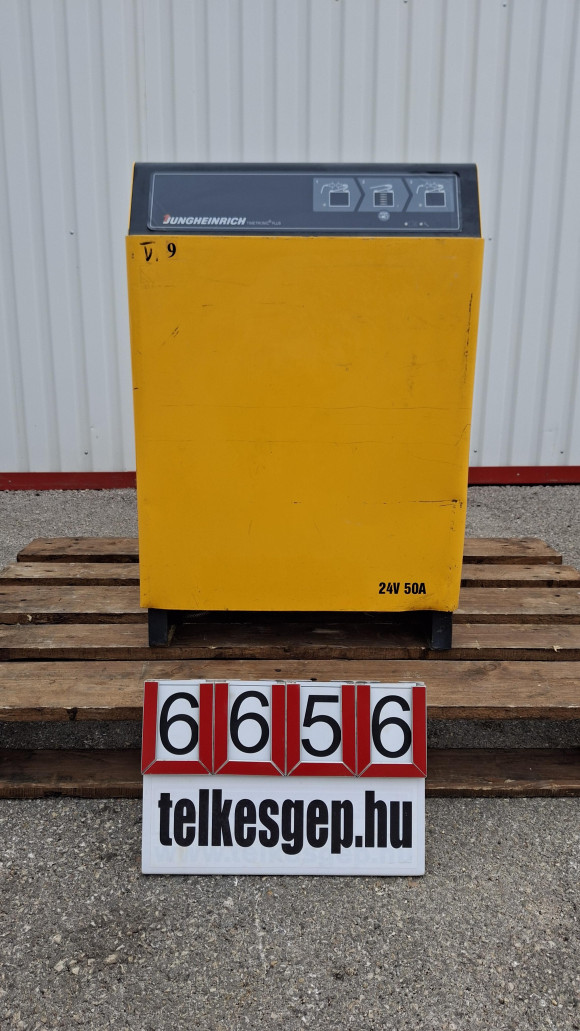 JUNGHEINRICH
9
24V 50A
6656
telkesgep.hu